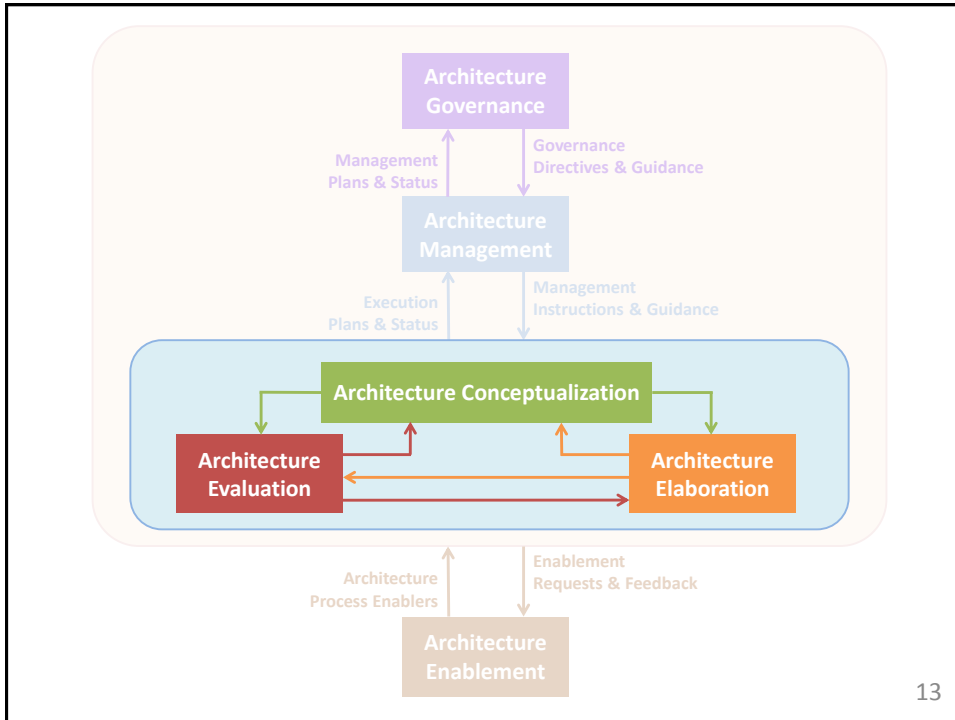 Architecture
Governance
Management
Plans & Status
Governance
Directives & Guidance
Architecture
Management
Execution
Plans & Status
Management
Instructions & Guidance
Architecture Conceptualization
Architecture
Evaluation
Architecture
Elaboration
Architecture
Process Enablers
Enablement
Requests & Feedback
Architecture
Enablement
13